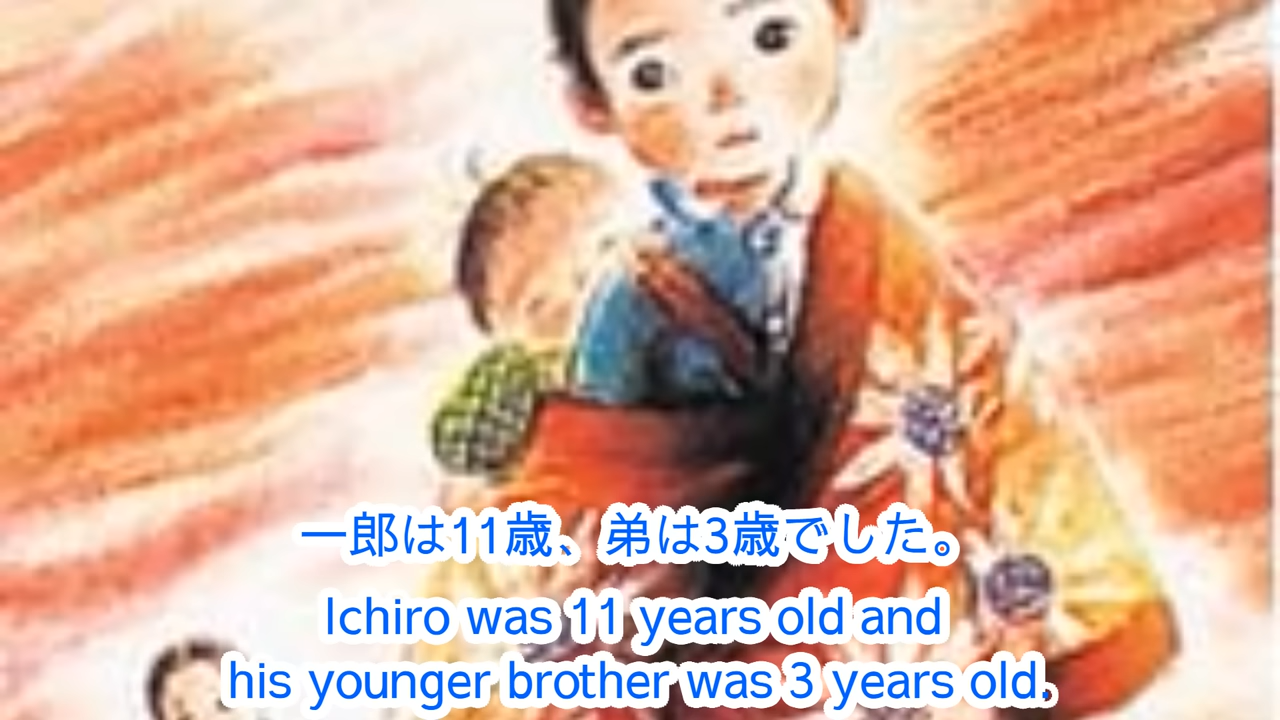 一郎は11歳、弟は3歳でした。
Ichiro was 11 years old and
his younger brother was 3 years old.